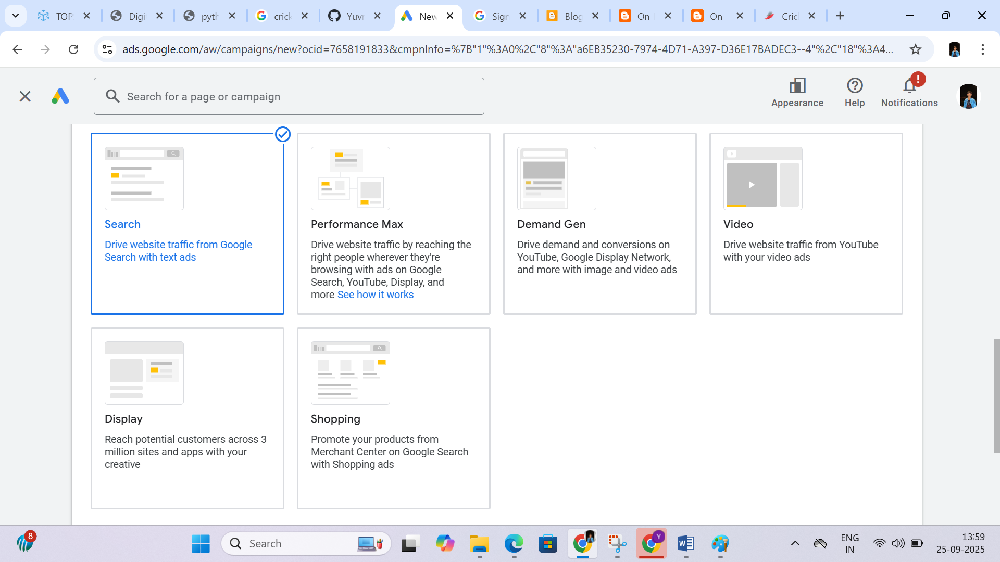 TOP
Digi
pyth
crick
Yuvr
New
Sign
Blog
On-
On-
Cric
ads.google.com/aw/campaigns/new?ocid=7658191833&cmpnInfo=%7B"1"%3A0%2C"8"%3A"a6EB35230-7974-4D71-A397-D36E17BADEC3--4"%2C"18"%3A4...
Search for a page or campaign
Appearance
Help
!
Notifications
Search
Drive website traffic from Google
Search with text ads
Performance Max
Drive website traffic by reaching the
right people wherever they're
browsing with ads on Google
Search, YouTube, Display, and
more See how it works
Demand Gen
Drive demand and conversions on
YouTube, Google Display Network,
and more with image and video ads
Video
Drive website traffic from YouTube
with your video ads
Display
Reach potential customers across 3
million sites and apps with your
creative
Shopping
Promote your products from
Merchant Center on Google Search
with Shopping ads
8
Search
Y
ENG
IN
13:59
25-09-2025